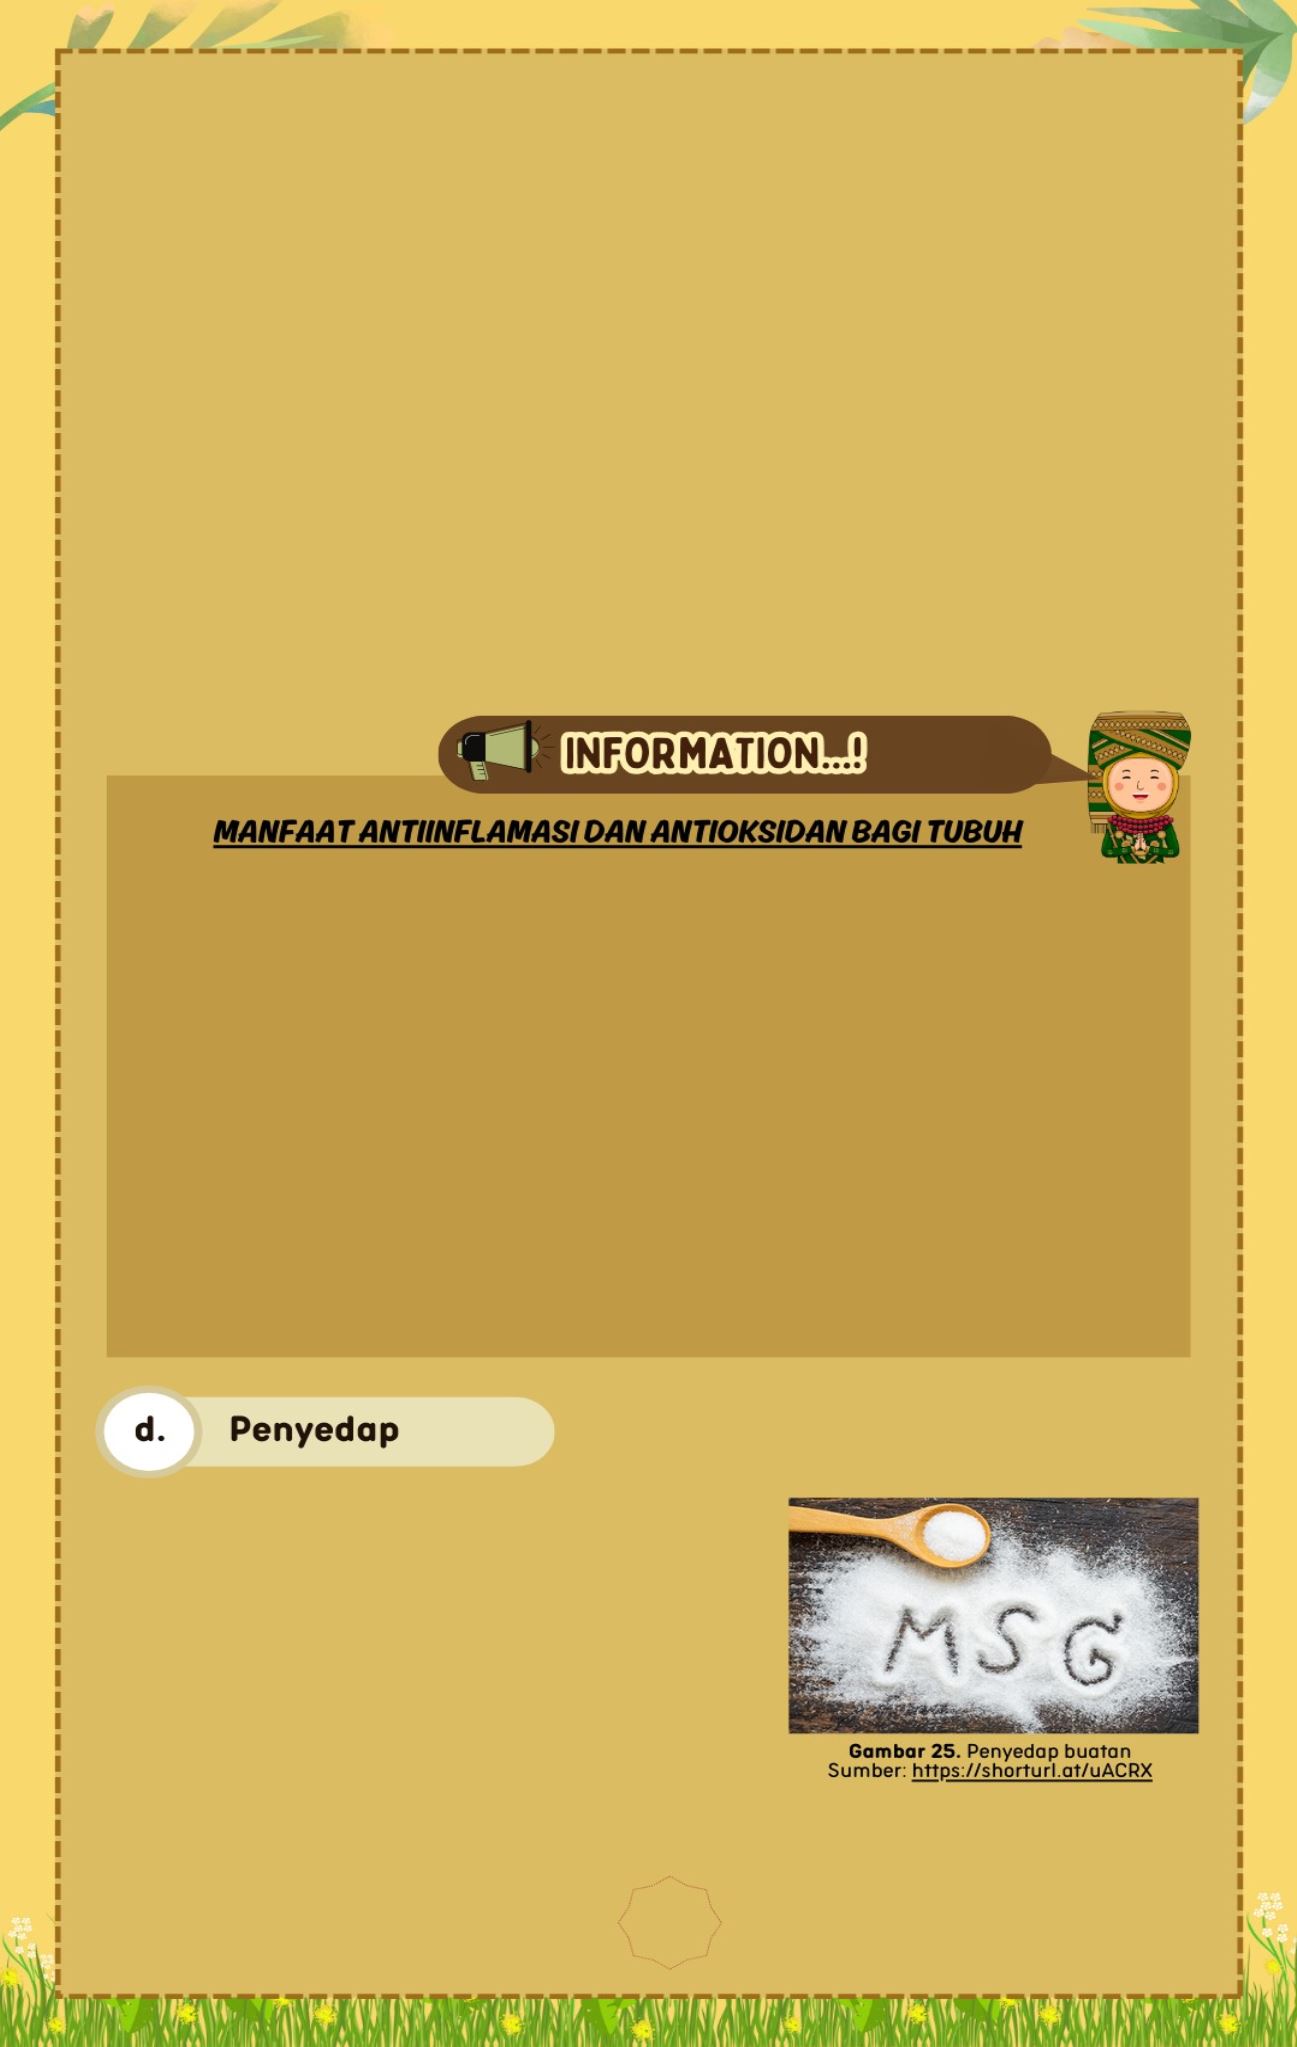 INFORMATION...!
MANFAAT ANTIINFLAMASI DAN ANTIOKSIDAN BAGI TUBUH
d. Penyedap
MSG
Gambar 25. Penyedap buatan
Sumber: https://shorturl.at/uACRX